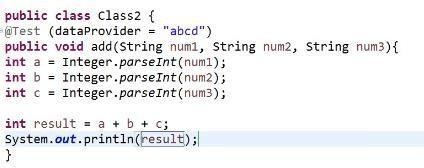 public class Class2 {
@Test (dataProvider = "abcd")
public void add(String num1, String num2, String num3){
int a = Integer.parseInt(num1);
int b = Integer.parseInt(num2);
int c = Integer.parseInt(num3);
int result = a + b + c;
System.out.println(result);
}